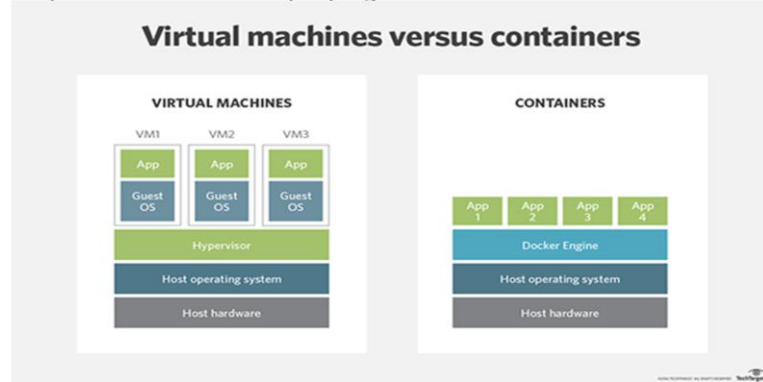 Virtual machines versus containers
VIRTUAL MACHINES
VM1 VM2 VM3
App App App
Guest Guest Guest
OS OS OS
Hypervisor
Host operating system
Host hardware
CONTAINERS
App App App App
1 2 3 4
Docker Engine
Host operating system
Host hardware
TechTarget